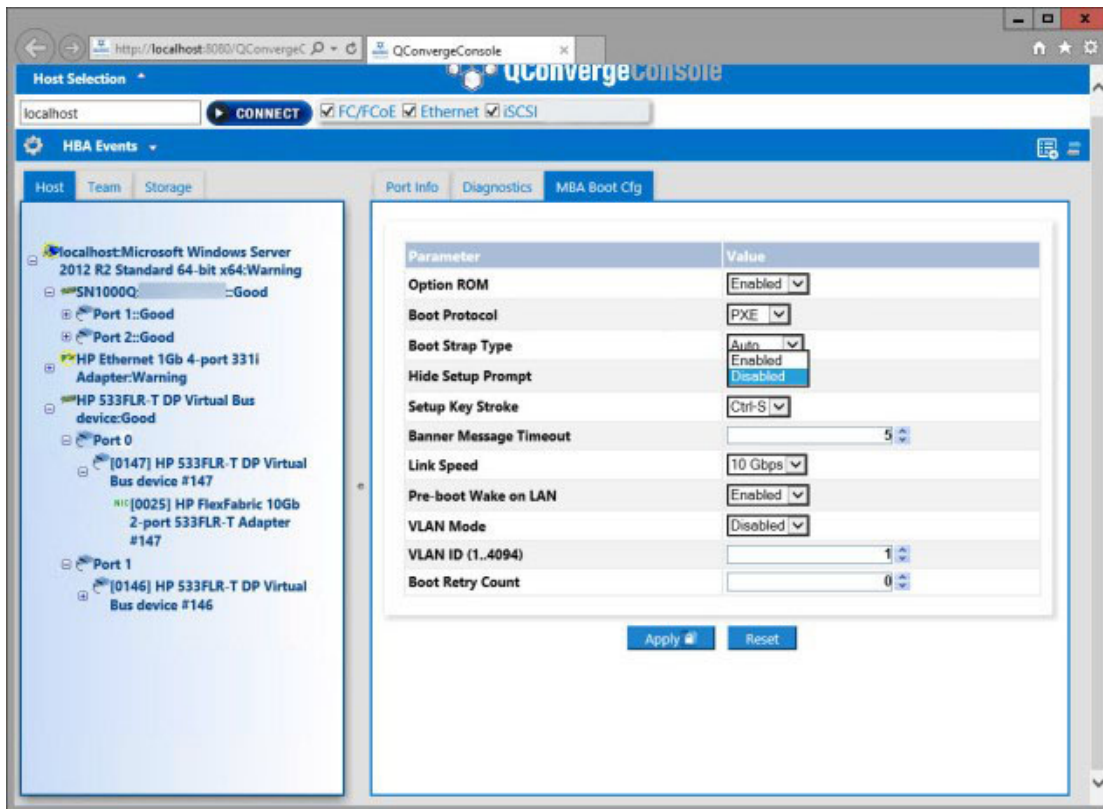 http://localhost:8080/QConvergeC
QConvergeConsole
Host Selection
QConvergeConsole
localhost
CONNECT
FC/FCoE Ethernet iSCSI
HBA Events
Host Team Storage
Port Info Diagnostics MBA Boot Cfg
localhost:Microsoft Windows Server
2012 R2 Standard 64-bit x64:Warning
SN1000Q: ::Good
Port 1::Good
Port 2::Good
HP Ethernet 1Gb 4-port 331i
Adapter:Warning
HP 533FLR-T DP Virtual Bus
device:Good
Port 0
[0147] HP 533FLR-T DP Virtual
Bus device #147
NIC [0025] HP FlexFabric 10Gb
2-port 533FLR-T Adapter
#147
Port 1
[0146] HP 533FLR-T DP Virtual
Bus device #146
Parameter Value
Option ROM Enabled
Boot Protocol PXE
Boot Strap Type Auto
Enabled
Hide Setup Prompt Disabled
Setup Key Stroke Ctrl-S
Banner Message Timeout 5
Link Speed 10 Gbps
Pre-boot Wake on LAN Enabled
VLAN Mode Disabled
VLAN ID (1..4094) 1
Boot Retry Count 0
Apply Reset